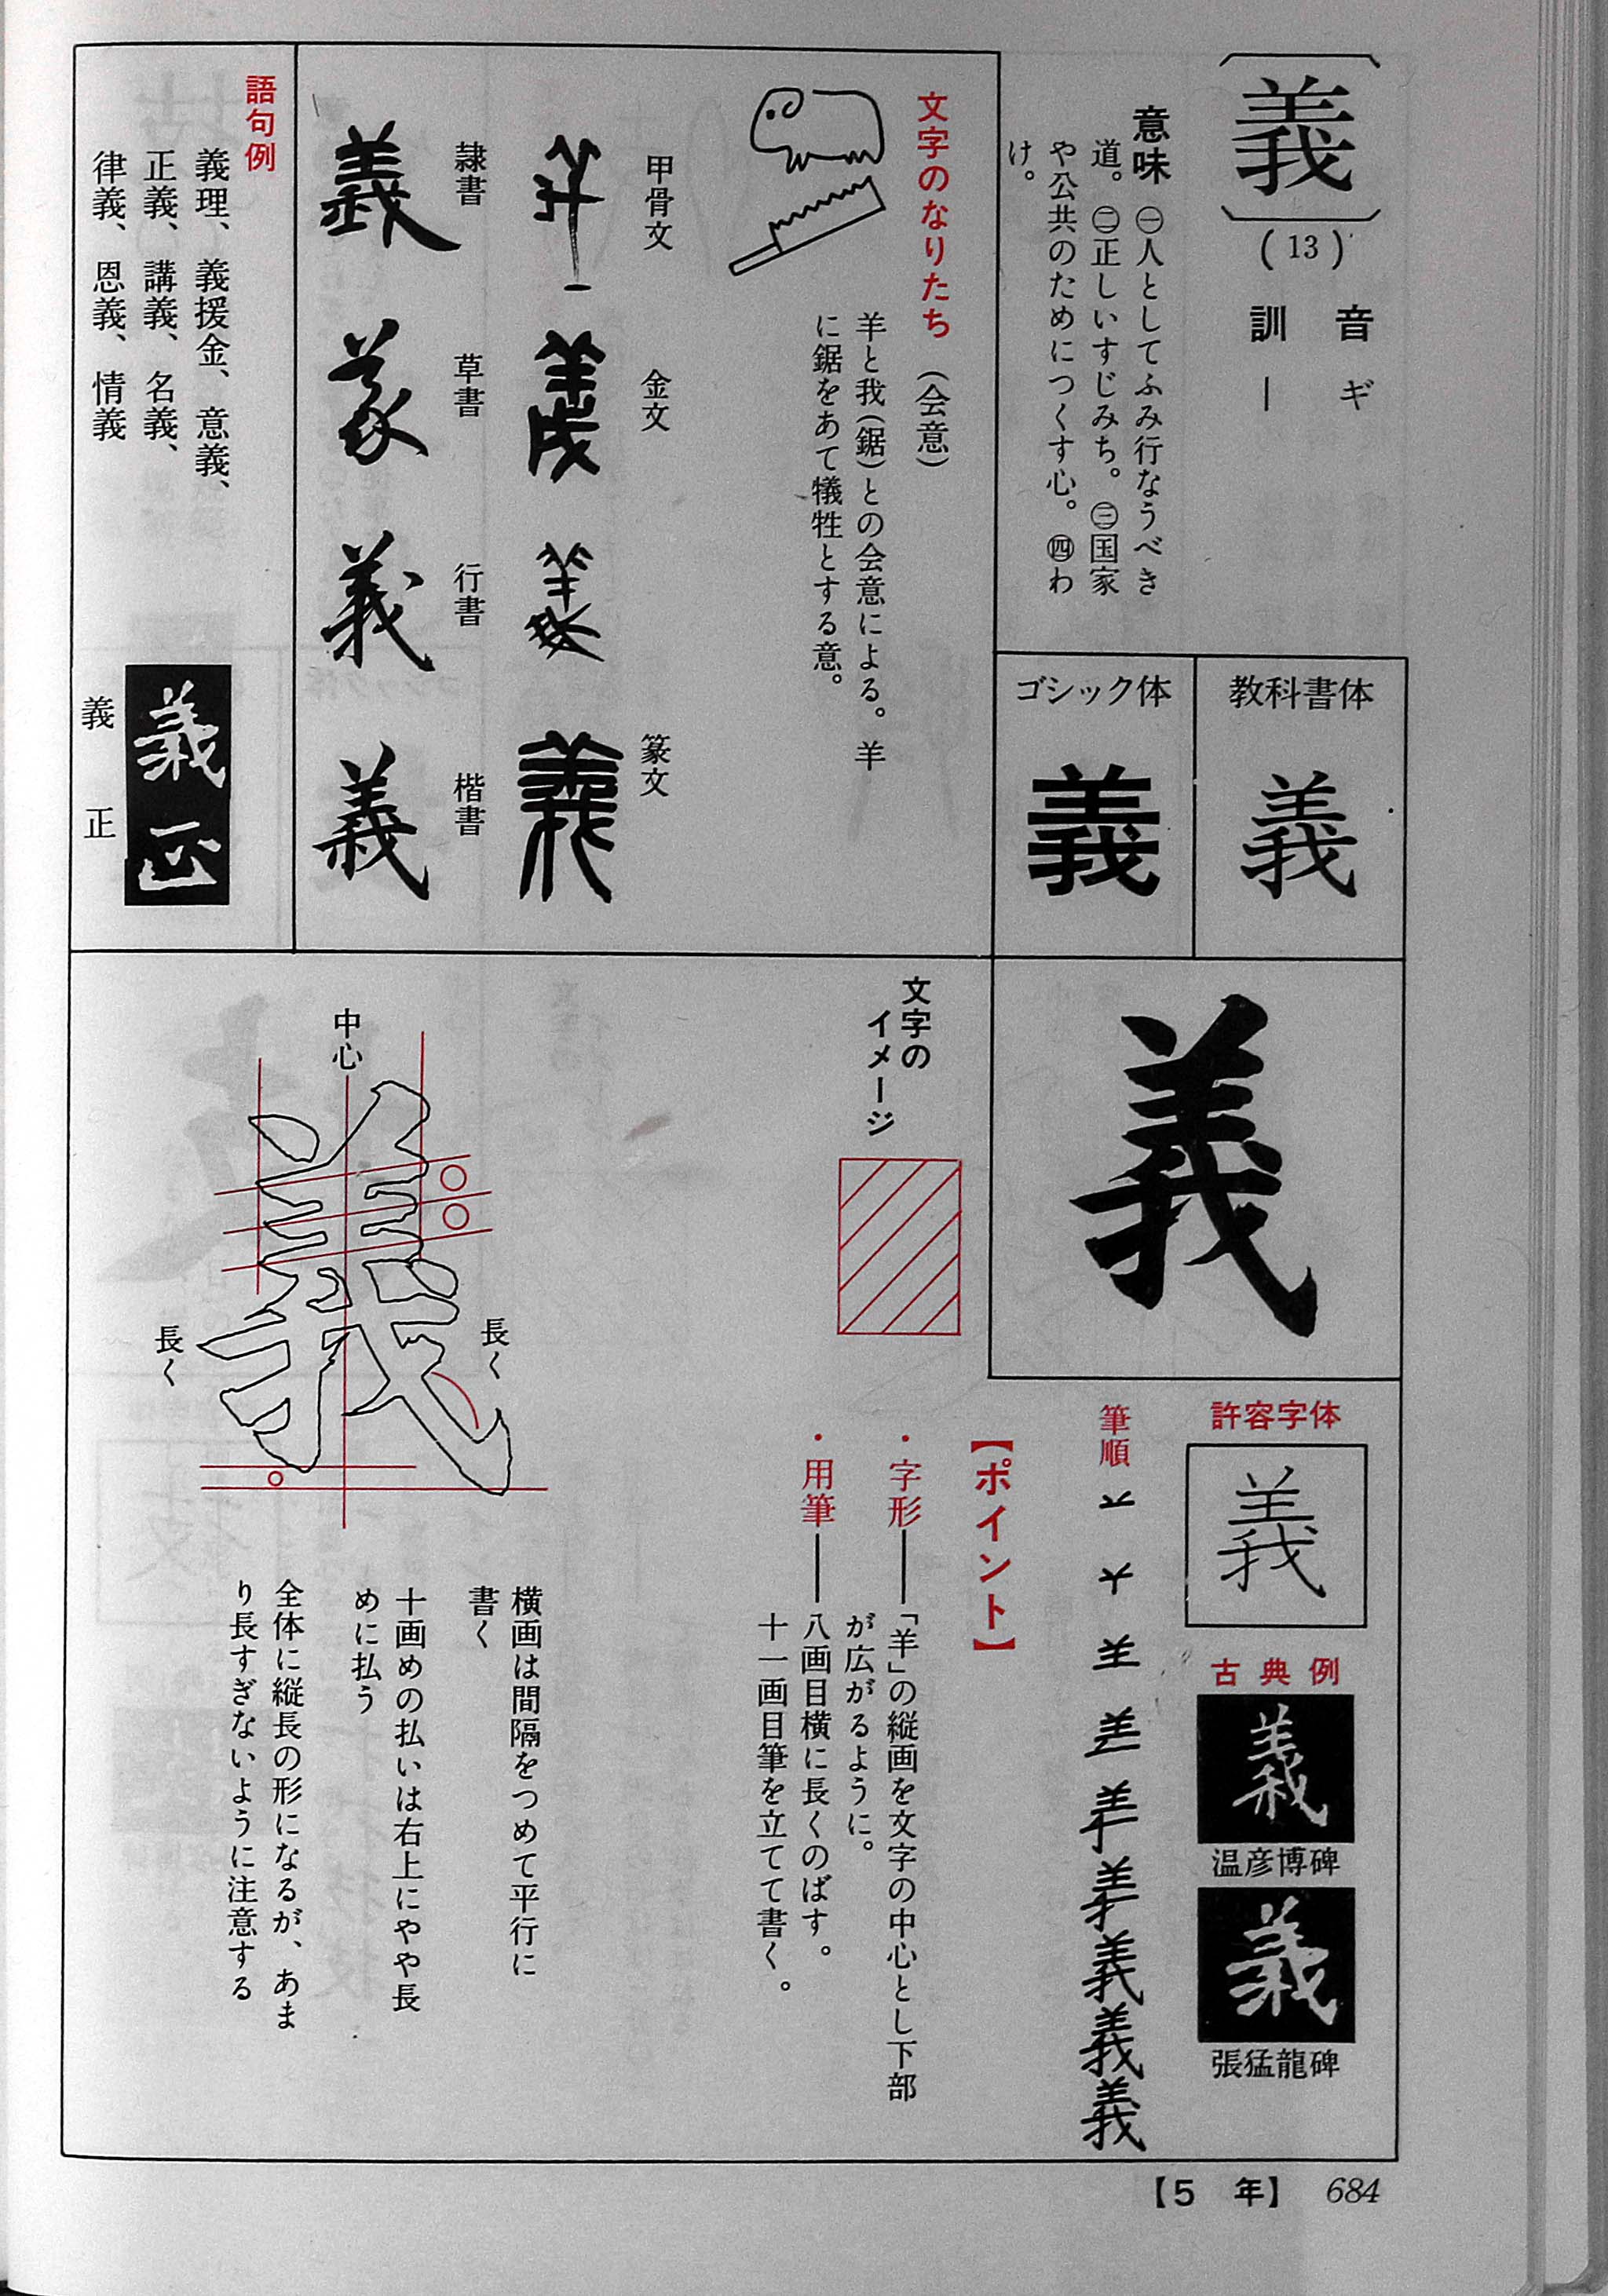 義
(13)
音　ギ
訓　―
意味　㊀人としてふみ行なうべき
道。㊁正しいすじみち。㊂国家
や公共のためにつくす心。㊃わ
け。
教科書体
義
ゴシック体
義
文字のなりたち（会意）
羊と我(鋸)との会意による。羊
に鋸をあて犠牲とする意。
甲骨文
金文
篆文
義
隷書
義
草書
義
行書
義
楷書
義
語句例
義理、義援金、意義、
正義、講義、名義、
律義、恩義、情義
義正
義　正
義
許容字体
義
古典例
義
温彦博碑
義
張猛龍碑
筆順
【ポイント】
・字形―「羊」の縦画を文字の中心とし下部
が広がるように。
・用筆―八画目横に長くのばす。
十一画目筆を立てて書く。
文字の
イメージ
中心
長く
長く
横画は間隔をつめて平行に
書く
十画めの払いは右上にやや長
めに払う
全体に縦長の形になるが、あま
り長すぎないように注意する
【5　年】 684